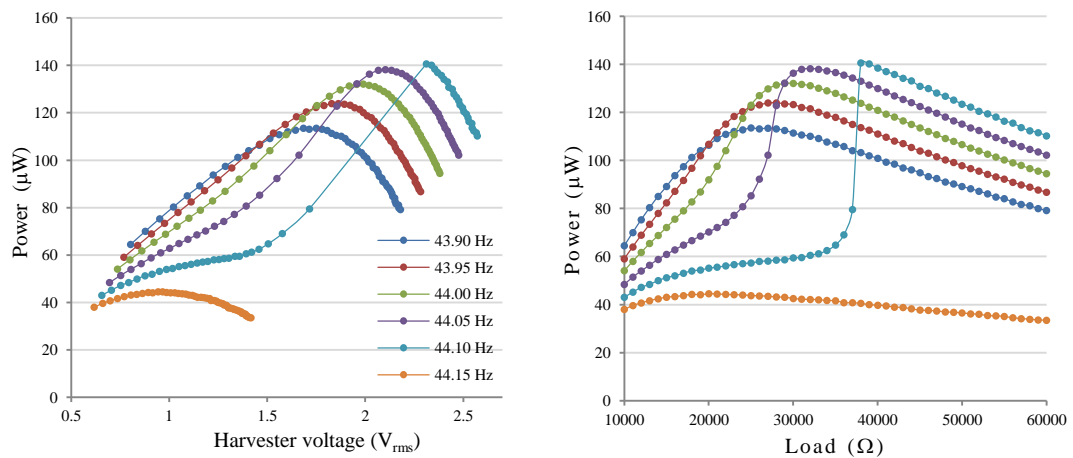 160
140
120
100
80
60
40
20
0
Power (µW)
0.5 1 1.5 2 2.5
Harvester voltage (Vrms)
43.90 Hz
43.95 Hz
44.00 Hz
44.05 Hz
44.10 Hz
44.15 Hz
160
140
120
100
80
60
40
20
0
Power (µW)
10000 20000 30000 40000 50000 60000
Load (Ω)